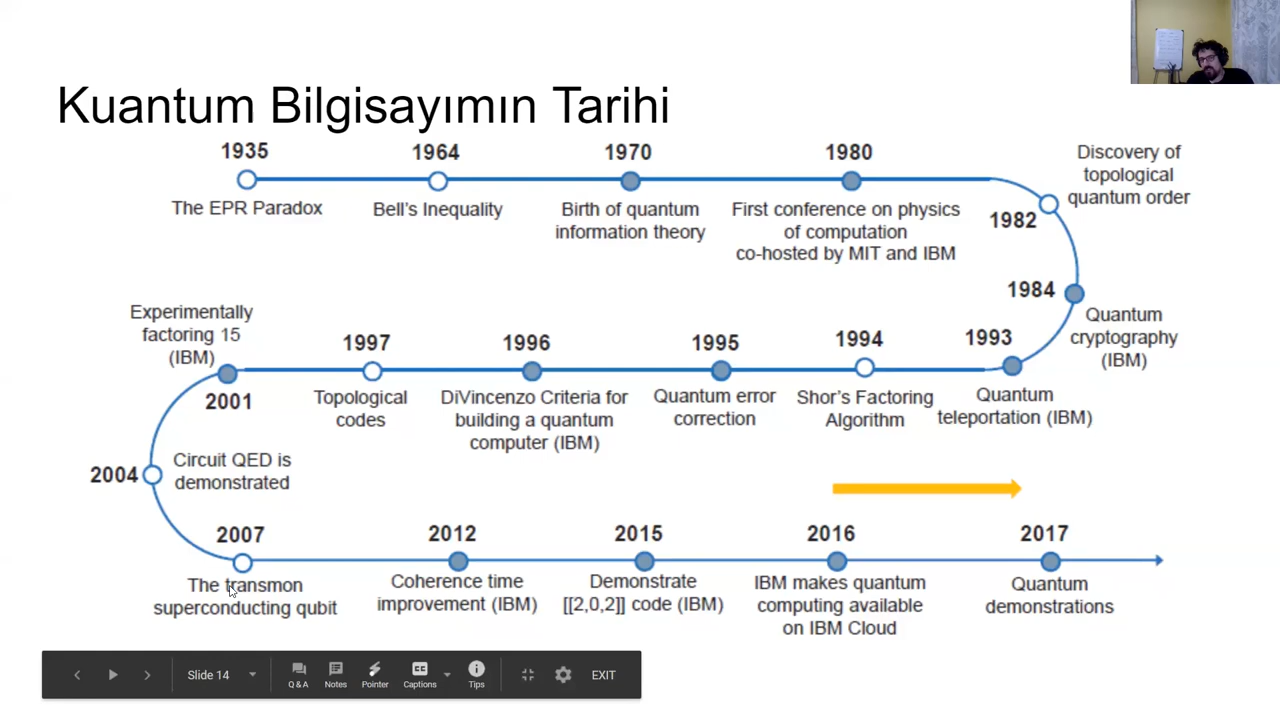 Kuantum Bilgisayımın Tarihi
1935
The EPR Paradox
1964
Bell's Inequality
1970
Birth of quantum
information theory
1980
First conference on physics
of computation
co-hosted by MIT and IBM
Discovery of
topological
quantum order
1982
1984
Quantum
cryptography
(IBM)
1993
Quantum
teleportation (IBM)
1994
Shor's Factoring
Algorithm
1995
Quantum error
correction
1996
DiVincenzo Criteria for
building a quantum
computer (IBM)
1997
Topological
codes
Experimentally
factoring 15
(IBM)
2001
2004
Circuit QED is
demonstrated
2007
The transmon
superconducting qubit
2012
Coherence time
improvement (IBM)
2015
Demonstrate
[[2,0,2]] code (IBM)
2016
IBM makes quantum
computing available
on IBM Cloud
2017
Quantum
demonstrations
Slide 14
Q & A
Notes
Pointer
CC
Captions
Tips
EXIT